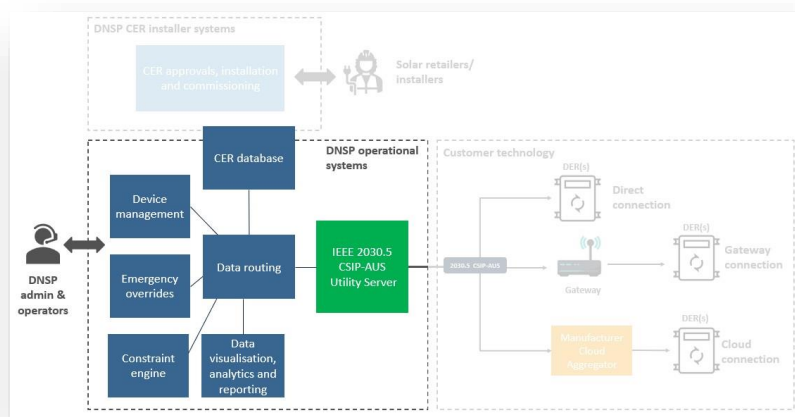 DNSP CER installer systems
CER approvals, installation
and commissioning
Solar retailers/
installers
DNSP operational
systems
CER database
Device
management
Emergency
overrides
Data routing
IEEE 2030.5
CSIP-AUS
Utility Server
Constraint
engine
Data
visualisation,
analytics and
reporting
DNSP
admin &
operators
Customer technology
DER(s)
Direct
connection
2030.5 CSIP-AUS
Gateway
DER(s)
Gateway
connection
Manufacturer
Cloud
Aggregator
DER(s)
Cloud
connection